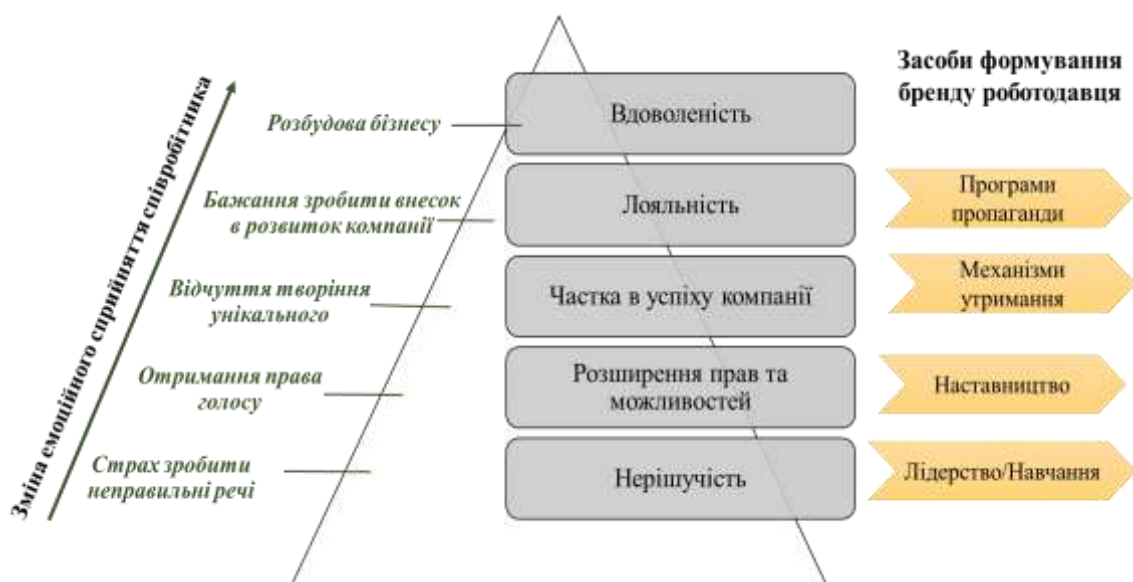 Засоби формування
бренду роботодавця
Зміна емоційного сприйняття співробітника
Розбудова бізнесу
Вдоволеність
Бажання зробити внесок
в розвиток компанії
Лояльність
Програми
пропаганди
Відчуття творіння
унікального
Частка в успіху компанії
Механізми
утримання
Отримання права
голосу
Розширення прав та
можливостей
Наставництво
Страх зробити
неправильні речі
Нерішучість
Лідерство/Навчання